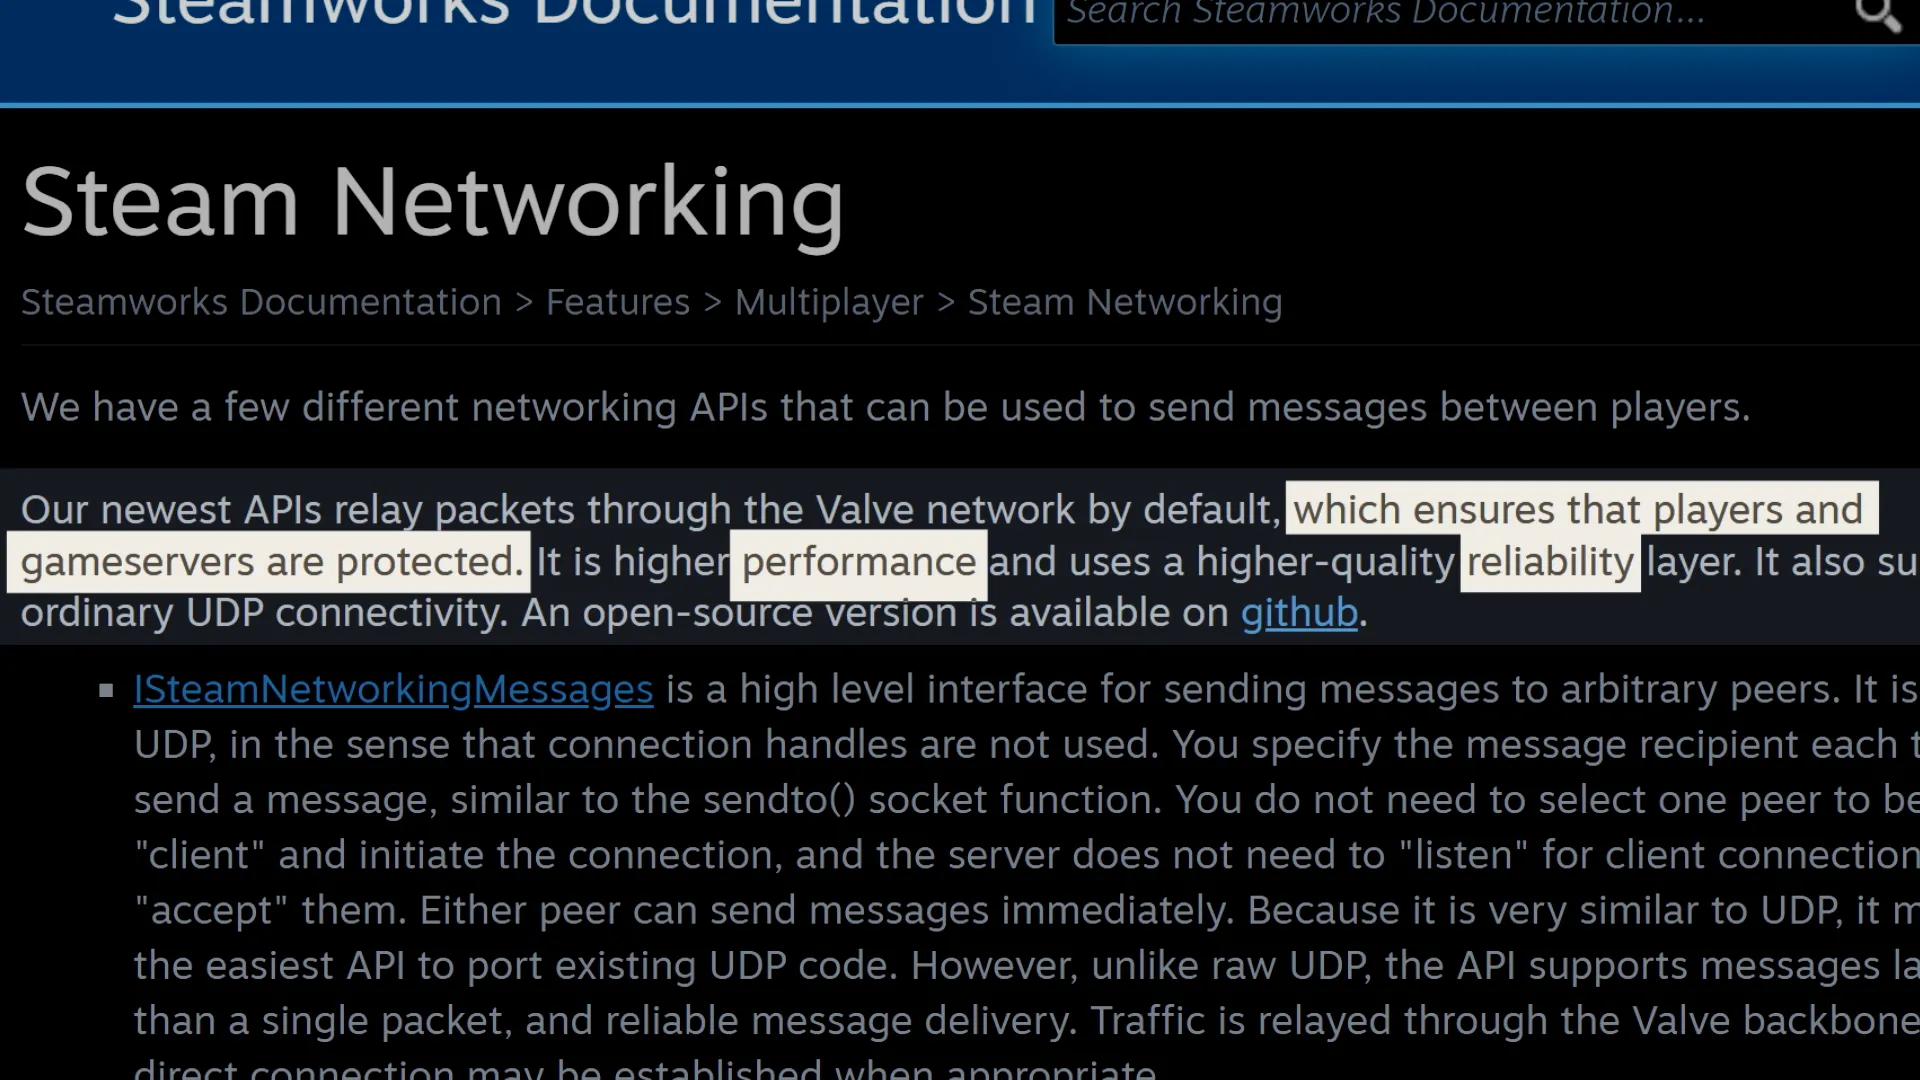 Steamworks Documentation
Search Steamworks Documentation...
Steam Networking
Steamworks Documentation > Features > Multiplayer > Steam Networking
We have a few different networking APIs that can be used to send messages between players.
Our newest APIs relay packets through the Valve network by default, which ensures that players and
gameservers are protected. It is higher performance and uses a higher-quality reliability layer. It also su
ordinary UDP connectivity. An open-source version is available on github.
▪ ISteamNetworkingMessages is a high level interface for sending messages to arbitrary peers. It is
UDP, in the sense that connection handles are not used. You specify the message recipient each t
send a message, similar to the sendto() socket function. You do not need to select one peer to be
"client" and initiate the connection, and the server does not need to "listen" for client connection
"accept" them. Either peer can send messages immediately. Because it is very similar to UDP, it m
the easiest API to port existing UDP code. However, unlike raw UDP, the API supports messages la
than a single packet, and reliable message delivery. Traffic is relayed through the Valve backbone
direct connection may be established when appropriate.